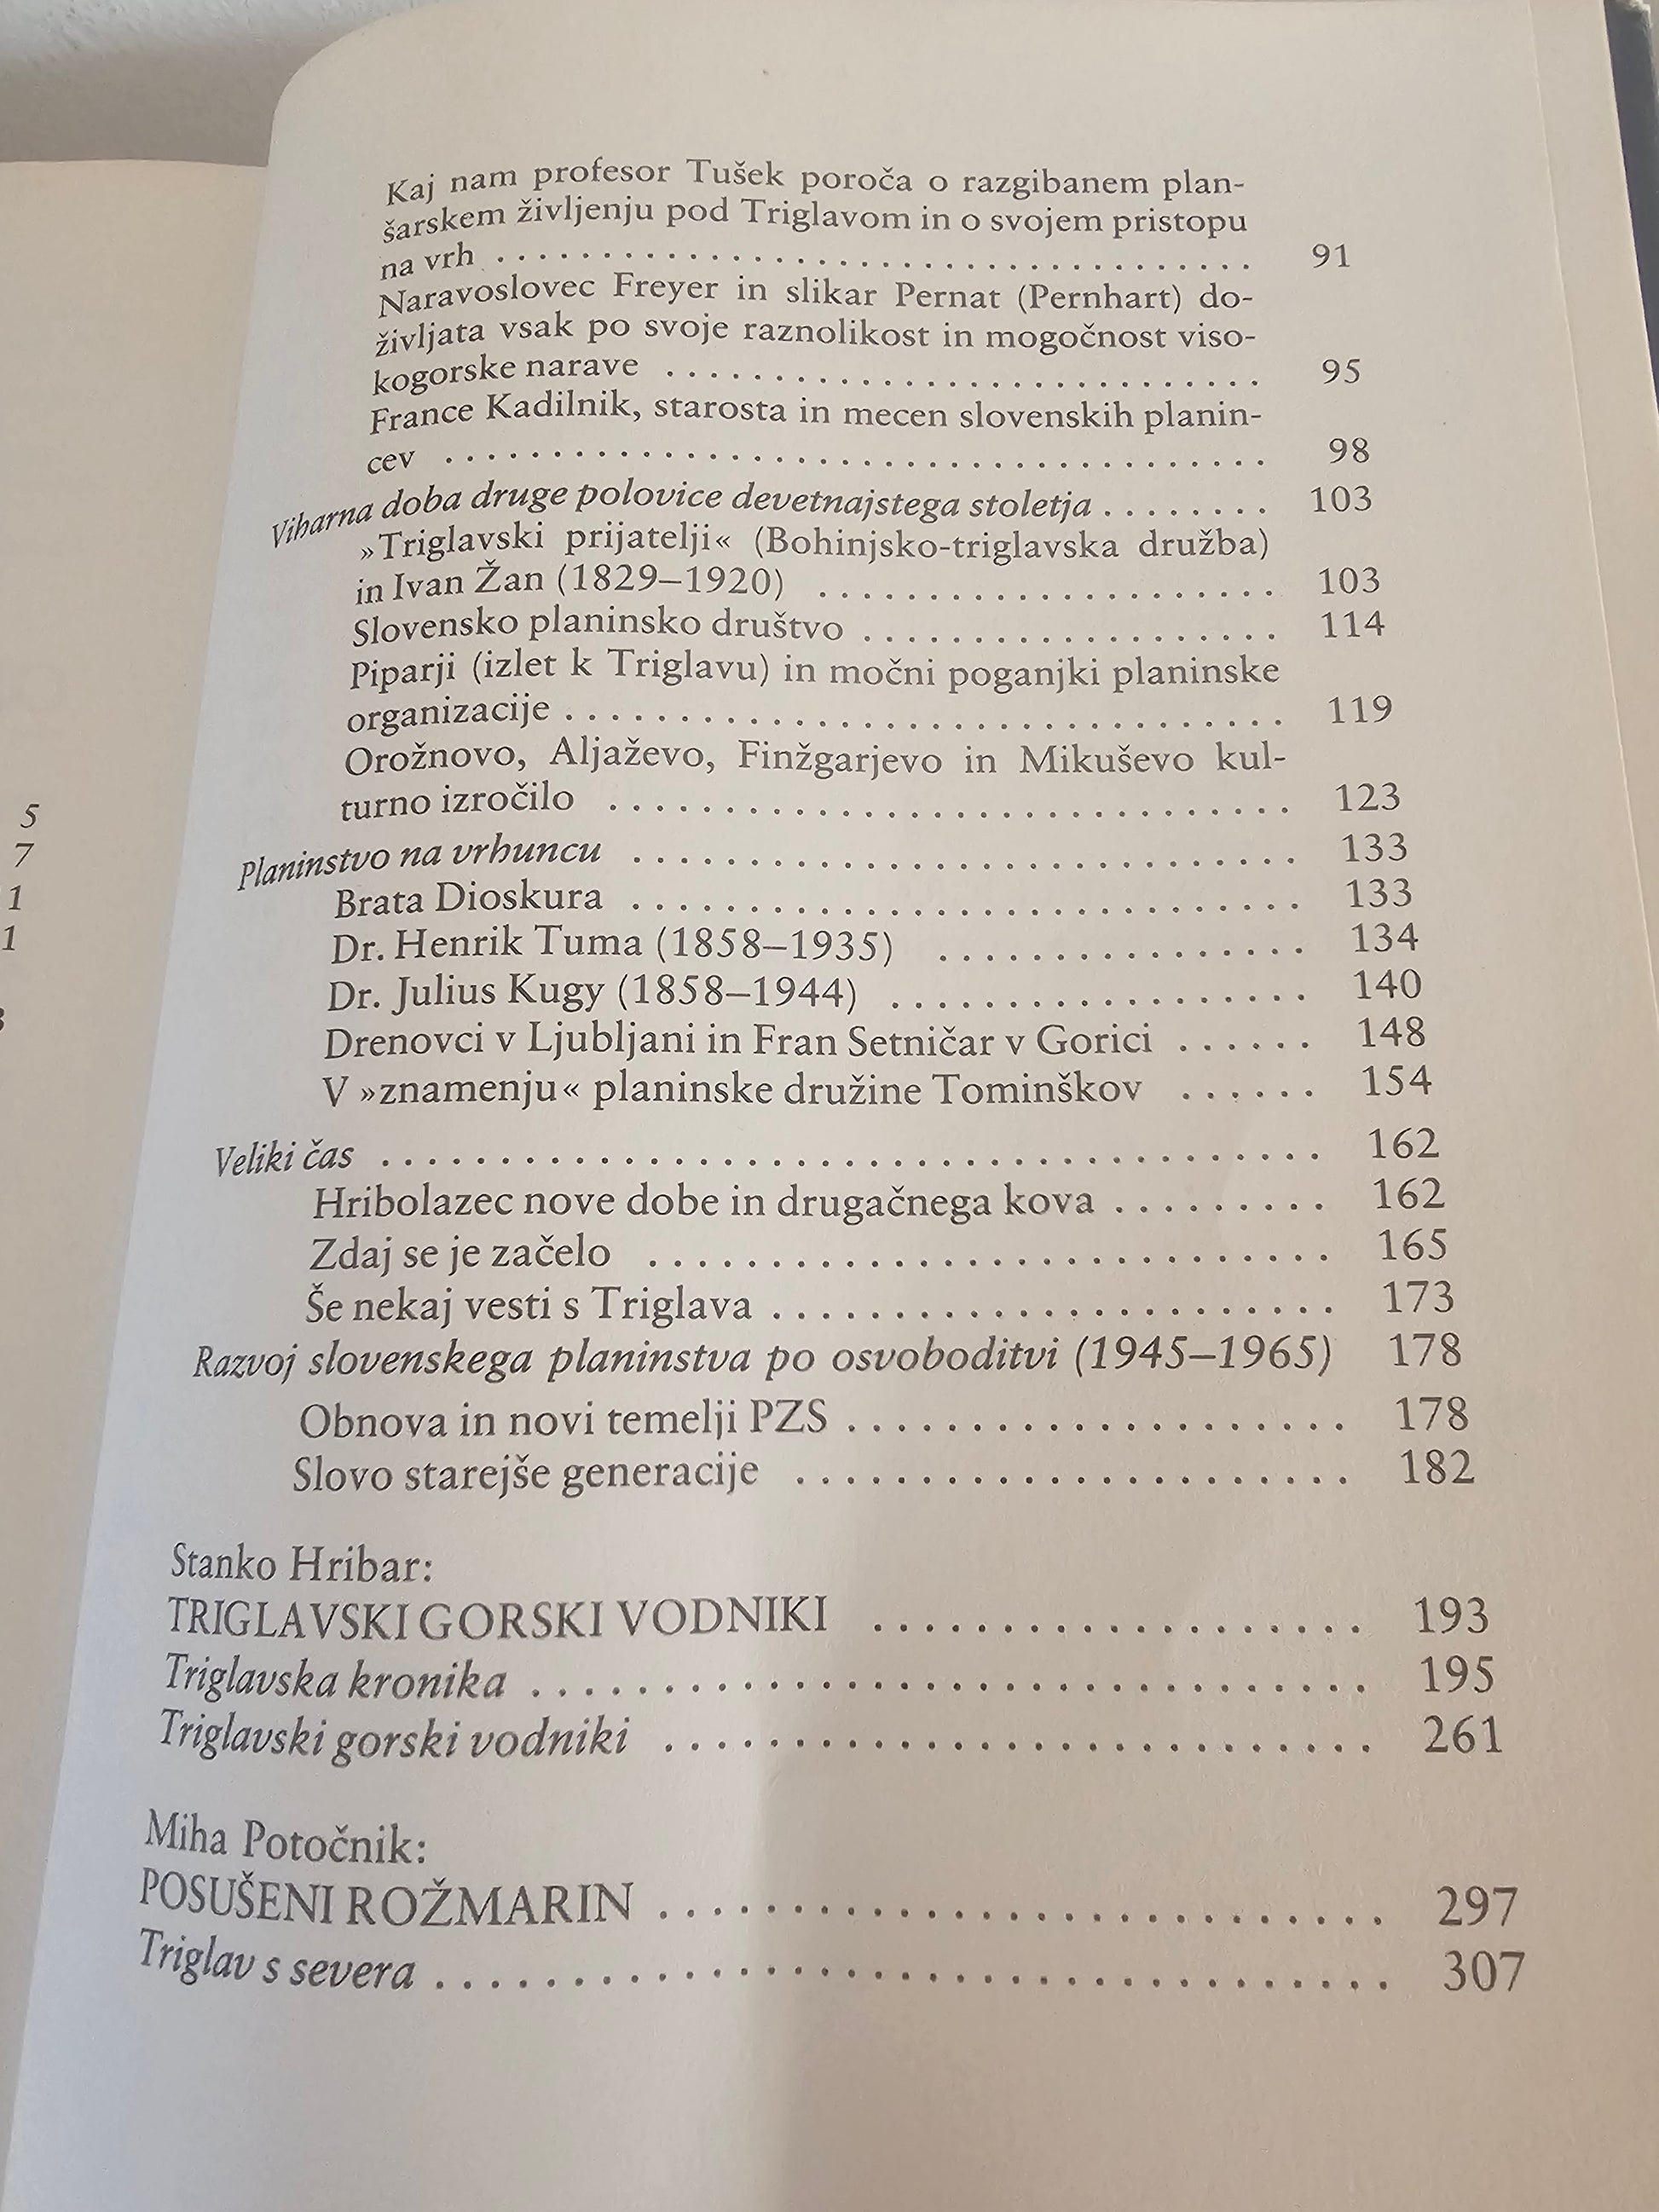 5
7
1
1
3
Kaj nam profesor Tušek poroča o razgibanem plan-
šarskem življenju pod Triglavom in o svojem pristopu
na vrh . . . . . . . . . . . . . . . . . . . . . . . . . . . . . . . . . . . . 91
Naravoslovec Freyer in slikar Pernat (Pernhart) do-
življata vsak po svoje raznolikost in mogočnost viso-
kogorske narave . . . . . . . . . . . . . . . . . . . . . . . . . . . . 95
France Kadilnik, starosta in mecen slovenskih planin-
cev . . . . . . . . . . . . . . . . . . . . . . . . . . . . . . . . . . . . . . 98
Viharna doba druge polovice devetnajstega stoletja . . . . . . . . 103
»Triglavski prijatelji« (Bohinjsko-triglavska družba)
in Ivan Žan (1829–1920) . . . . . . . . . . . . . . . . . . . . . 103
Slovensko planinsko društvo . . . . . . . . . . . . . . . . . . . 114
Piparji (izlet k Triglavu) in močni poganjki planinske
organizacije . . . . . . . . . . . . . . . . . . . . . . . . . . . . . . . . 119
Orožnovo, Aljaževo, Finžgarjevo in Mikuševo kul-
turno izročilo . . . . . . . . . . . . . . . . . . . . . . . . . . . . . . 123
Planinstvo na vrhuncu . . . . . . . . . . . . . . . . . . . . . . . . . . . . . 133
Brata Dioskura . . . . . . . . . . . . . . . . . . . . . . . . . . . . . 133
Dr. Henrik Tuma (1858–1935) . . . . . . . . . . . . . . . . 134
Dr. Julius Kugy (1858–1944) . . . . . . . . . . . . . . . . . . 140
Drenovci v Ljubljani in Fran Setničar v Gorici . . . . . . 148
V »znamenju« planinske družine Tominškov . . . . . . 154
Veliki čas . . . . . . . . . . . . . . . . . . . . . . . . . . . . . . . . . . . . . . . 162
Hribolazec nove dobe in drugačnega kova . . . . . . . . . 162
Zdaj se je začelo . . . . . . . . . . . . . . . . . . . . . . . . . . . . 165
Še nekaj vesti s Triglava . . . . . . . . . . . . . . . . . . . . . . . 173
Razvoj slovenskega planinstva po osvoboditvi (1945–1965) 178
Obnova in novi temelji PZS . . . . . . . . . . . . . . . . . . . . 178
Slovo starejše generacije . . . . . . . . . . . . . . . . . . . . . . 182
Stanko Hribar:
TRIGLAVSKI GORSKI VODNIKI . . . . . . . . . . . . . . . . . . . 193
Triglavska kronika . . . . . . . . . . . . . . . . . . . . . . . . . . . . . . . . 195
Triglavski gorski vodniki . . . . . . . . . . . . . . . . . . . . . . . . . . . 261
Miha Potočnik:
POSUŠENI ROŽMARIN . . . . . . . . . . . . . . . . . . . . . . . . . . . 297
Triglav s severa . . . . . . . . . . . . . . . . . . . . . . . . . . . . . . . . . . . 307